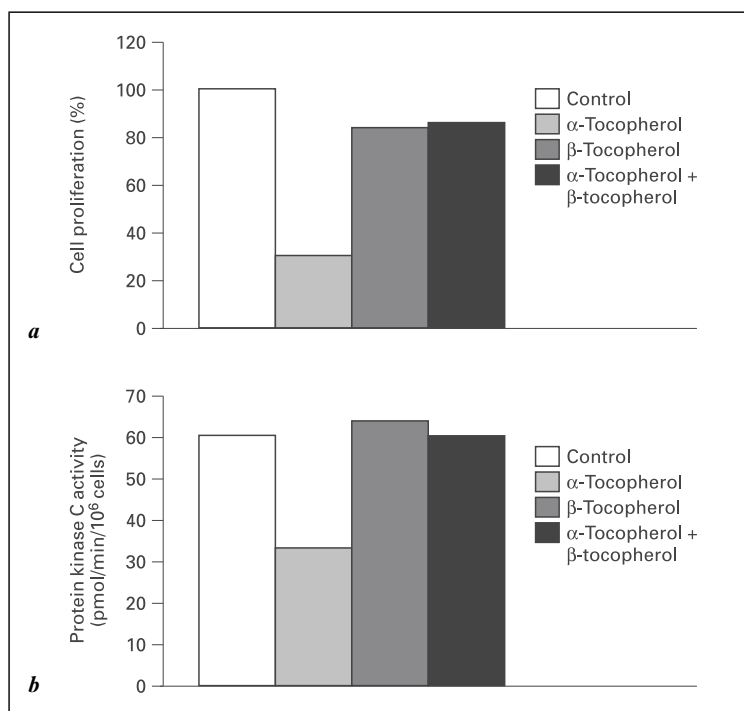 120
100
80
60
40
20
0
Cell proliferation (%)
Control
α-Tocopherol
β-Tocopherol
α-Tocopherol +
β-tocopherol
a
70
60
50
40
30
20
10
0
Protein kinase C activity
(pmol/min/10⁶ cells)
Control
α-Tocopherol
β-Tocopherol
α-Tocopherol +
β-tocopherol
b